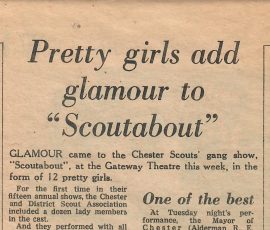 Pretty girls add
glamour to
"Scoutabout"
GLAMOUR came to the Chester Scouts' gang show,
"Scoutabout", at the Gateway Theatre this week, in the
form of 12 pretty girls.
For the first time in their
fifteen annual shows, the Chester
and District Scout Association
included a dozen lady members
in the cast.
And they performed with all
One of the best
At Tuesday night's per-
formance, the Mayor of
Chester (Alderman R. F.